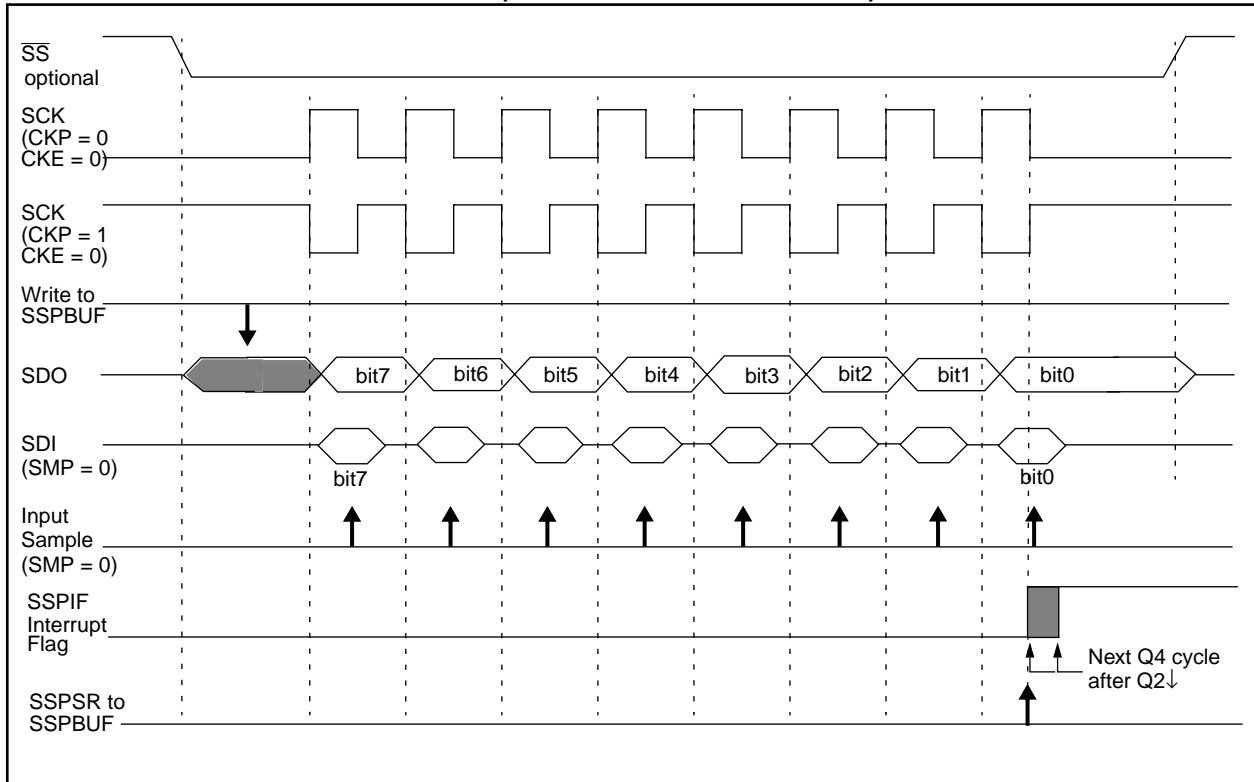 SS
optional
SCK
(CKP = 0
CKE = 0)
SCK
(CKP = 1
CKE = 0)
Write to
SSPBUF
SDO
bit7
bit6
bit5
bit4
bit3
bit2
bit1
bit0
SDI
(SMP = 0)
bit7
bit0
Input
Sample
(SMP = 0)
SSPIF
Interrupt
Flag
Next Q4 cycle
after Q2↓
SSPSR to
SSPBUF